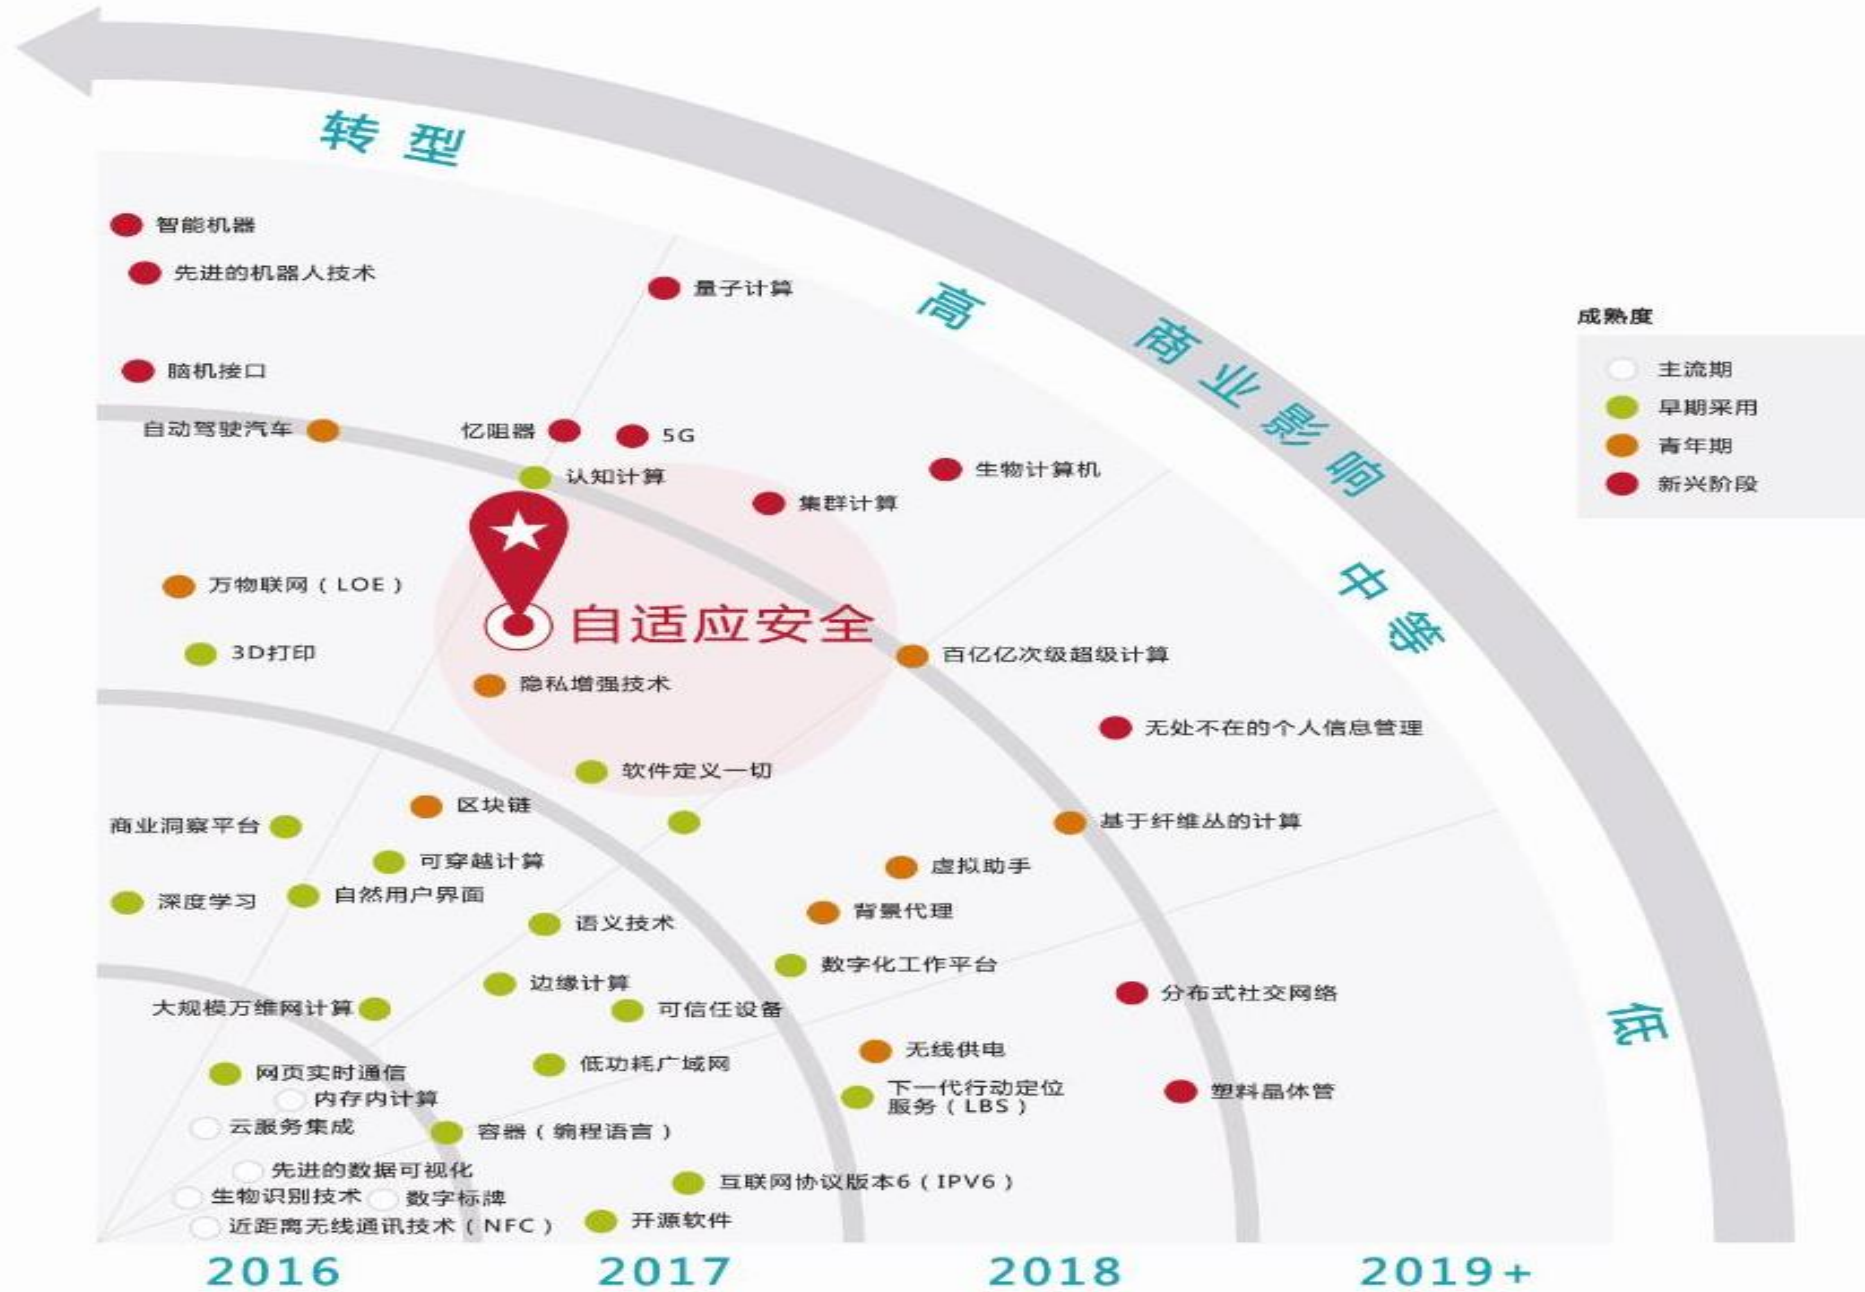 转型
智能机器
先进的机器人技术
量子计算
高
商业影响
成熟度
主流期
早期采用
青年期
新兴阶段
脑机接口
自动驾驶汽车
忆阻器
5G
认知计算
生物计算机
集群计算
中等
万物联网(LOE)
自适应安全
3D打印
百亿亿次级超级计算
隐私增强技术
无处不在的个人信息管理
软件定义一切
区块链
商业洞察平台
基于纤维丛的计算
可穿越计算
虚拟助手
深度学习
自然用户界面
背景代理
语义技术
数字化工作平台
边缘计算
分布式社交网络
大规模万维网计算
可信任设备
低
无线供电
低功耗广域网
网页实时通信
下一代行动定位
服务(LBS)
塑料晶体管
内存内计算
云服务集成
容器(编程语言)
先进的数据可视化
互联网协议版本6(IPV6)
生物识别技术
数字标牌
近距离无线通讯技术(NFC)
开源软件
2016
2017
2018
2019+